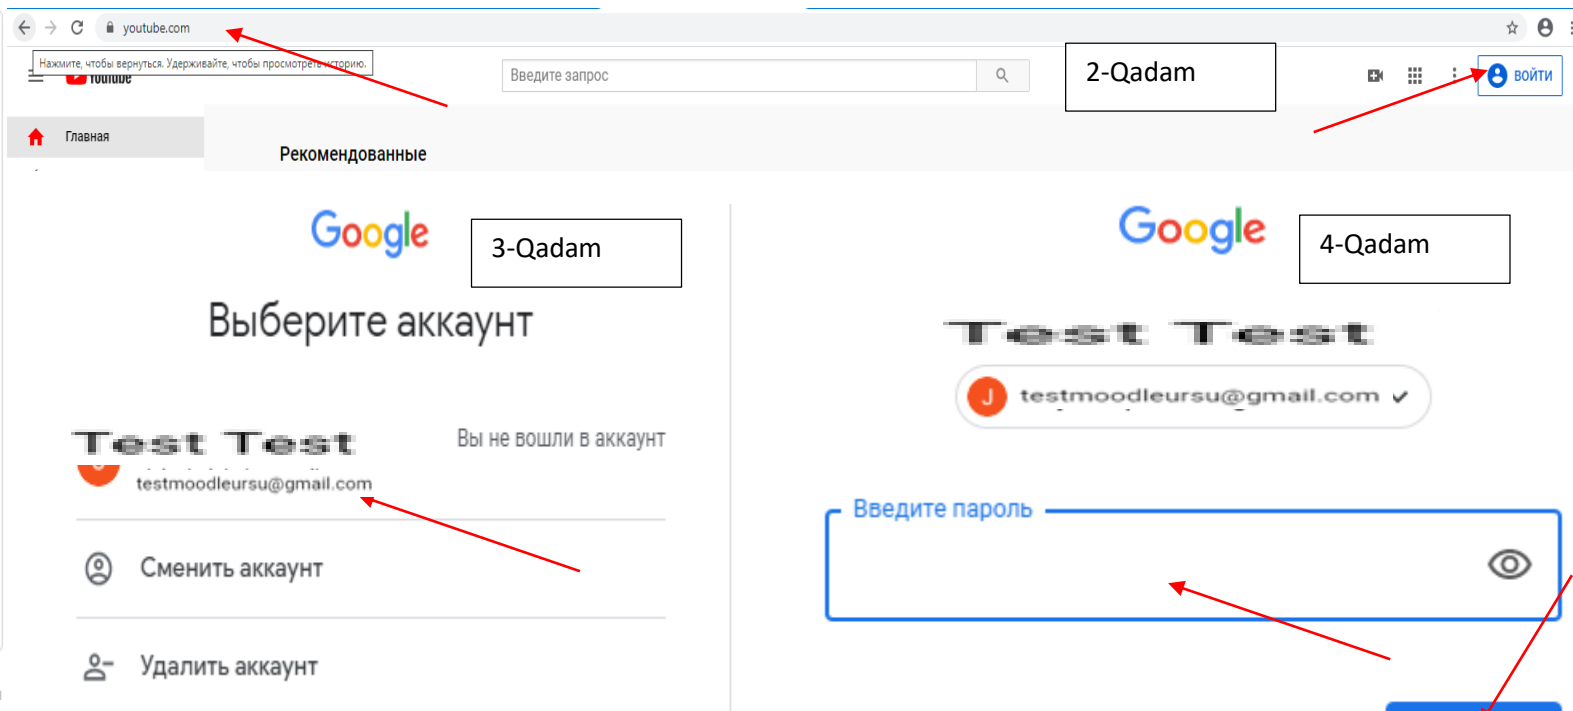 youtube.com
Нажмите, чтобы вернуться. Удерживайте, чтобы просмотреть историю.
YouTube
Введите запрос
2-Qadam
ВОЙТИ
Главная
Рекомендованные
Google
3-Qadam
Выберите аккаунт
Test Test
Вы не вошли в аккаунт
testmoodleursu@gmail.com
Сменить аккаунт
Удалить аккаунт
Google
4-Qadam
Test Test
J testmoodleursu@gmail.com
Введите пароль